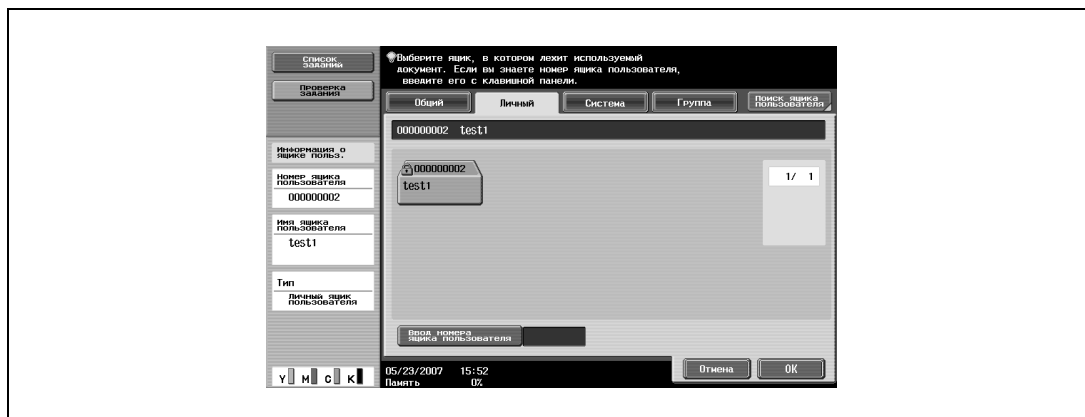 Список
заданий
Проверка
задания
Выберите ящик, в котором лежит используемый
документ. Если вы знаете номер ящика пользователя,
введите его с клавишной панели.
Общий
Личный
Система
Группа
Поиск ящика
пользователя
000000002 test1
Информация о
ящике польз.
Номер ящика
пользователя
000000002
Имя ящика
пользователя
test1
Тип
Личный ящик
пользователя
000000002
test1
1/ 1
Ввод номера
ящика пользователя
Отмена
OK
Y M C K
05/23/2007 15:52
Память 0%